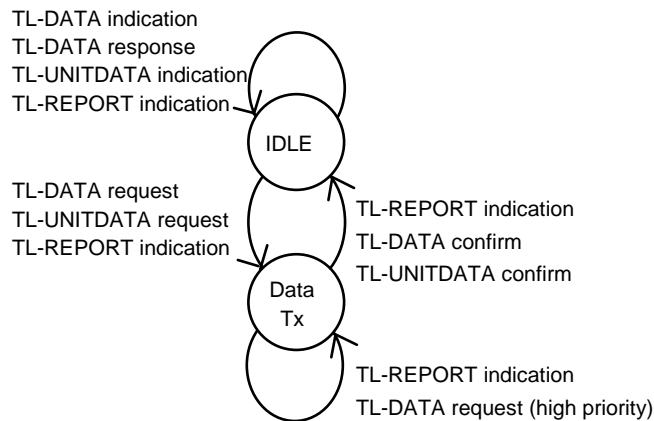 TL-DATA indication
TL-DATA response
TL-UNITDATA indication
TL-REPORT indication
IDLE
TL-DATA request
TL-UNITDATA request
TL-REPORT indication
TL-REPORT indication
TL-DATA confirm
TL-UNITDATA confirm
Data
Tx
TL-REPORT indication
TL-DATA request (high priority)